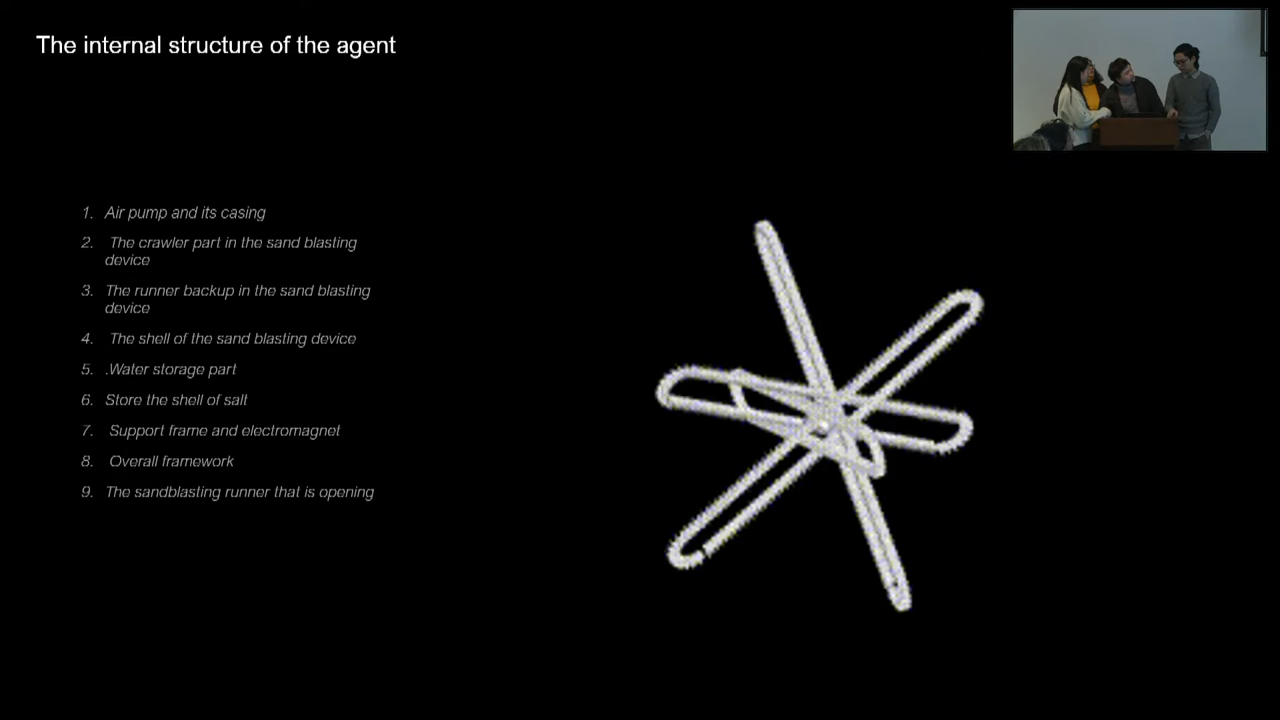 The internal structure of the agent
1. Air pump and its casing
2. The crawler part in the sand blasting
device
3. The runner backup in the sand blasting
device
4. The shell of the sand blasting device
5. .Water storage part
6. Store the shell of salt
7. Support frame and electromagnet
8. Overall framework
9. The sandblasting runner that is opening